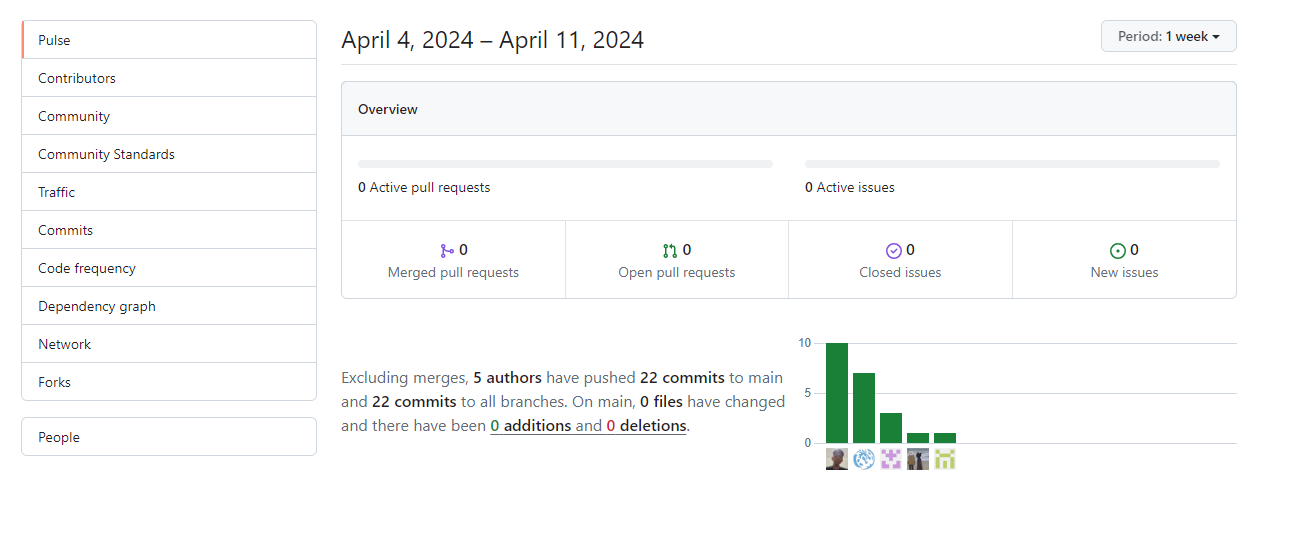 Pulse
Contributors
Community
Community Standards
Traffic
Commits
Code frequency
Dependency graph
Network
Forks
People
April 4, 2024 – April 11, 2024
Period: 1 week
Overview
0 Active pull requests
0 Active issues
0
Merged pull requests
0
Open pull requests
0
Closed issues
0
New issues
Excluding merges, 5 authors have pushed 22 commits to main
and 22 commits to all branches. On main, 0 files have changed
and there have been 0 additions and 0 deletions.
10
5
0